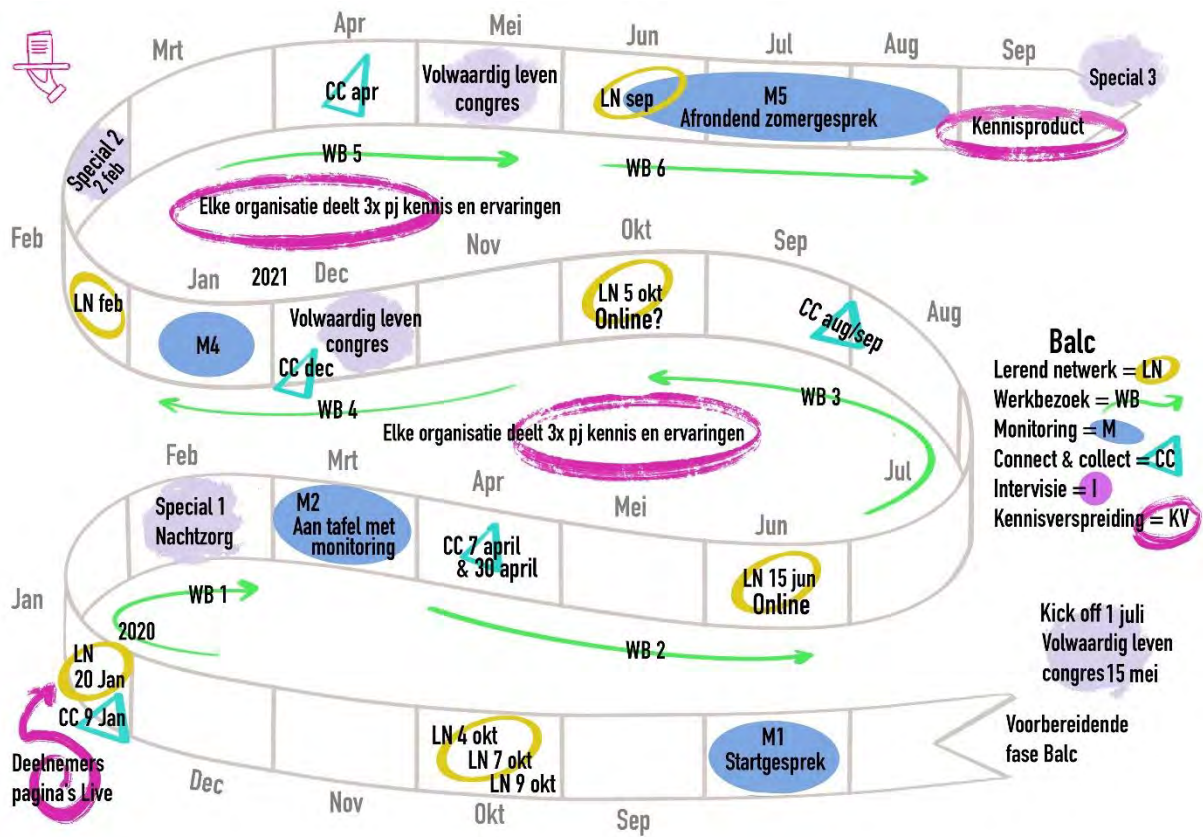 Apr
Mei
Jun
Jul
Aug
Sep
Mrt
CC apr
Volwaardig leven
congres
LN sep
M5
Afrondend zomergesprek
Special 3
Kennisproduct
Special 2
2 feb
WB 5
WB 6
Elke organisatie deelt 3x pj kennis en ervaringen
Feb
Jan
2021
Dec
Nov
Okt
Sep
Aug
LN feb
M4
Volwaardig leven
congres
CC dec
LN 5 okt
Online?
CC aug/sep
WB 4
WB 3
Elke organisatie deelt 3x pj kennis en ervaringen
Balc
Lerend netwerk = LN
Werkbezoek = WB
Monitoring = M
Connect & collect = CC
Intervisie = I
Kennisverspreiding = KV
Feb
Mrt
Apr
Mei
Jun
Jul
Special 1
Nachtzorg
M2
Aan tafel met
monitoring
CC 7 april
& 30 april
LN 15 jun
Online
Jan
WB 1
WB 2
2020
LN
20 Jan
CC 9 Jan
Deelnemers
pagina's Live
Dec
Nov
Okt
Sep
LN 4 okt
LN 7 okt
LN 9 okt
M1
Startgesprek
Kick off 1 juli
Volwaardig leven
congres 15 mei
Voorbereidende
fase Balc